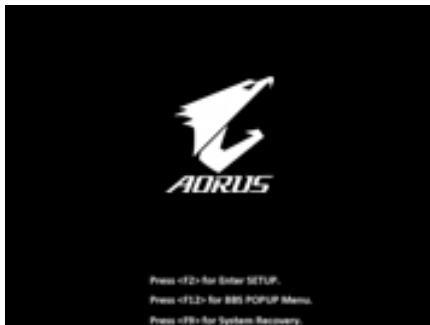 AORUS
Press <F2> for Enter SETUP.
Press <F12> for BBS POPUP Menu.
Press <F9> for System Recovery.